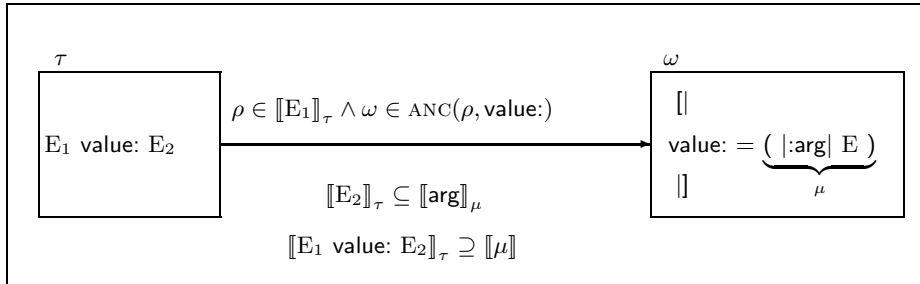 τ
ω
ρ ∈ ⟦E₁⟧_τ ∧ ω ∈ ANC(ρ, value:)
[|
E₁ value: E₂
value: = ( |:arg| E )
μ
|]
⟦E₂⟧_τ ⊆ ⟦arg⟧_μ
⟦E₁ value: E₂⟧_τ ⊇ ⟦μ⟧